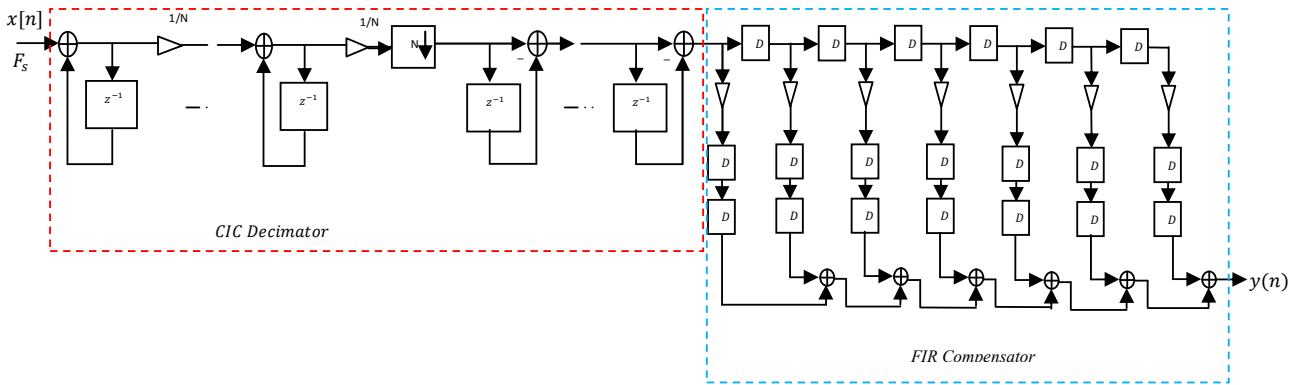 x[n]
F_s
1/N
1/N
N
z⁻¹
z⁻¹
z⁻¹
z⁻¹
CIC Decimator
D D D D D D
D D D D D D D
D D D D D D D
y(n)
FIR Compensator